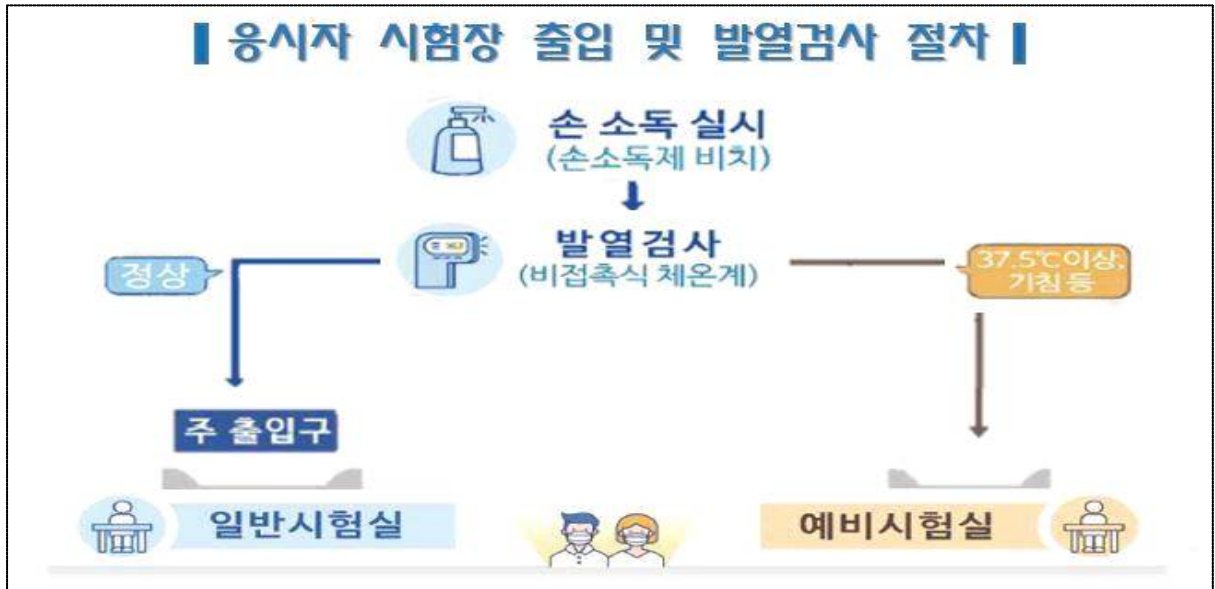 응시자 시험장 출입 및 발열검사 절차
손 소독 실시
(손소독제 비치)
발열검사
(비접촉식 체온계)
정상
37.5℃이상,
기침 등
주 출입구
일반시험실
예비시험실